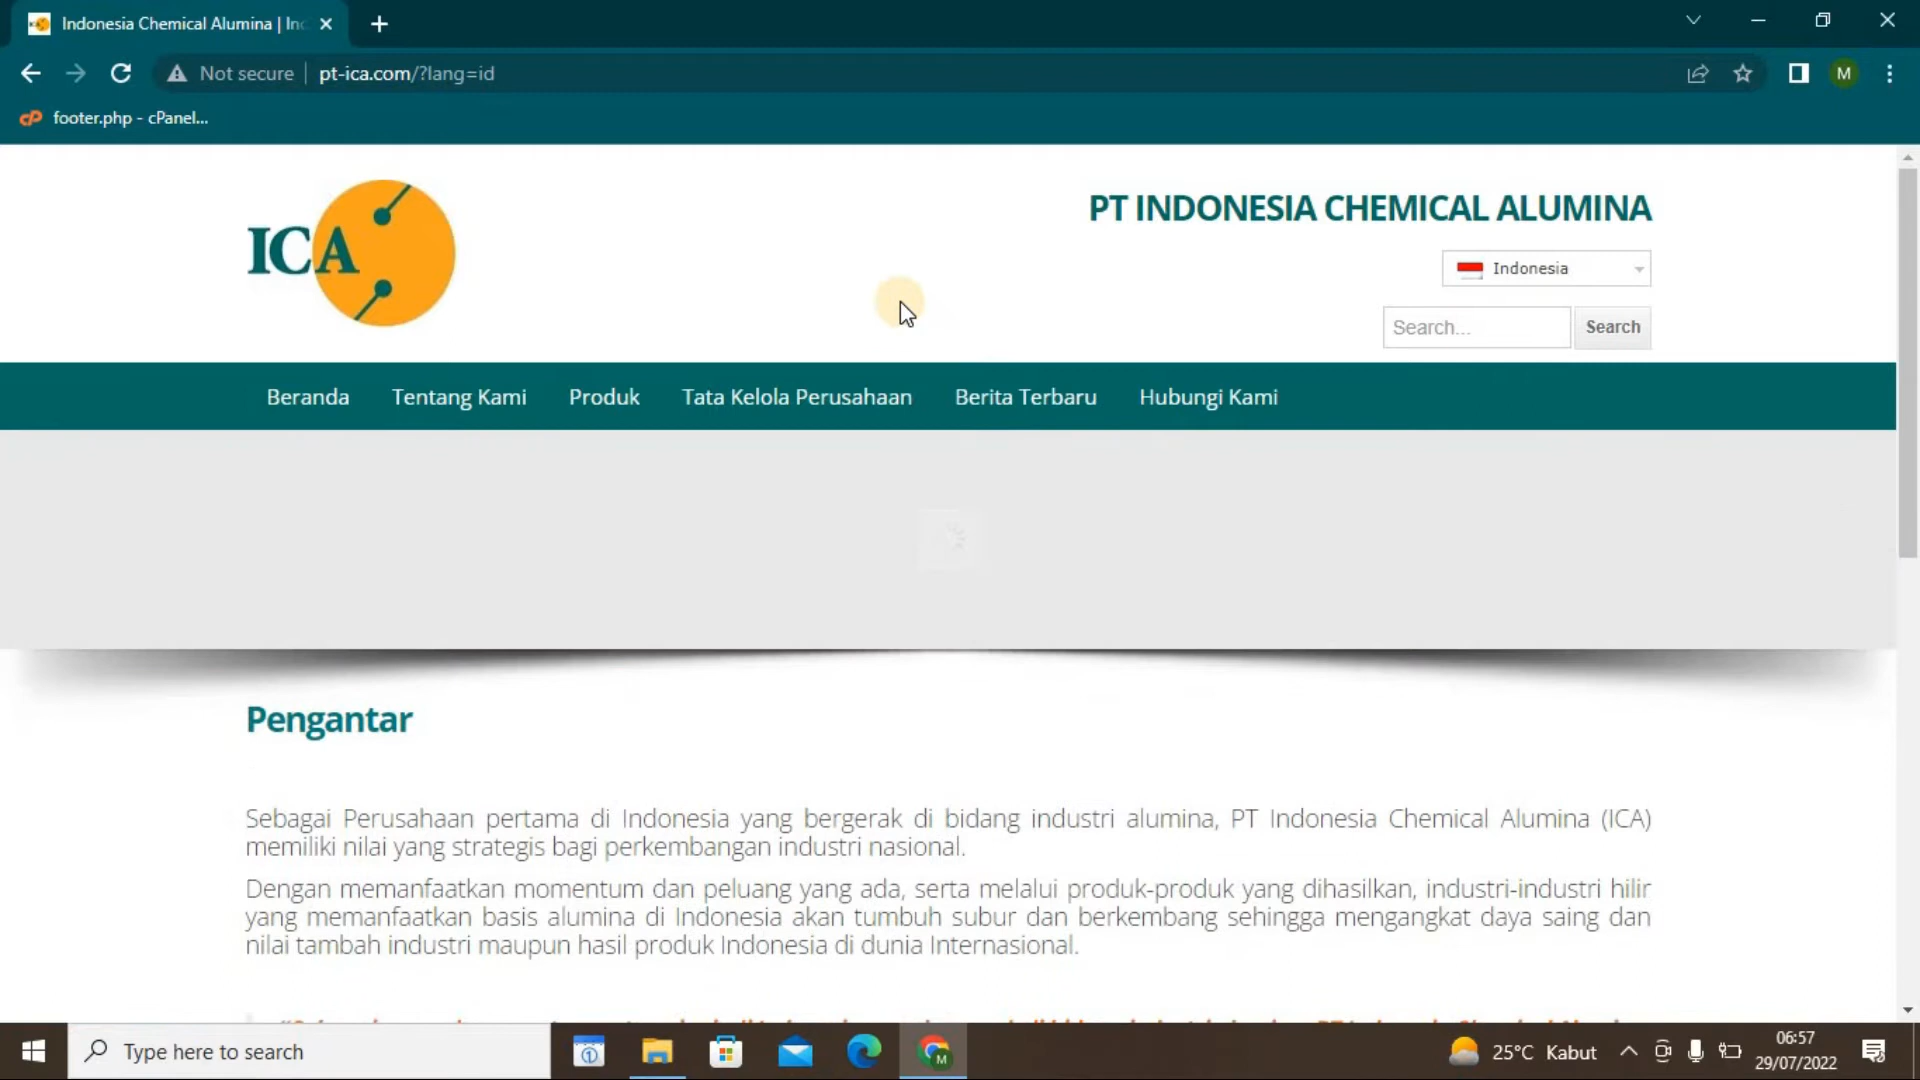 Indonesia Chemical Alumina | In
Not secure
pt-ica.com/?lang=id
M
footer.php - cPanel...
ICA
PT INDONESIA CHEMICAL ALUMINA
Indonesia
Search...
Search
Beranda
Tentang Kami
Produk
Tata Kelola Perusahaan
Berita Terbaru
Hubungi Kami
Pengantar
Sebagai Perusahaan pertama di Indonesia yang bergerak di bidang industri alumina, PT Indonesia Chemical Alumina (ICA)
memiliki nilai yang strategis bagi perkembangan industri nasional.
Dengan memanfaatkan momentum dan peluang yang ada, serta melalui produk-produk yang dihasilkan, industri-industri hilir
yang memanfaatkan basis alumina di Indonesia akan tumbuh subur dan berkembang sehingga mengangkat daya saing dan
nilai tambah industri maupun hasil produk Indonesia di dunia Internasional.
Type here to search
25°C Kabut
06:57
29/07/2022